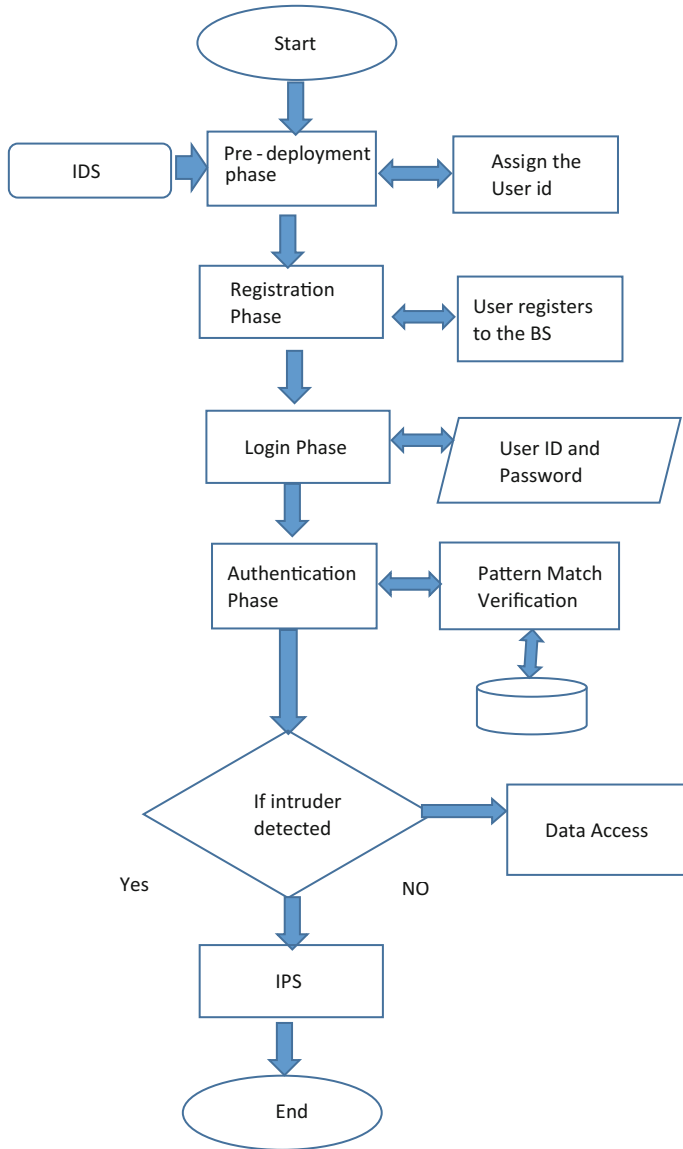 Start
IDS
Pre - deployment
phase
Assign the
User id
Registration
Phase
User registers
to the BS
Login Phase
User ID and
Password
Authentication
Phase
Pattern Match
Verification
If intruder
detected
Data Access
Yes
NO
IPS
End